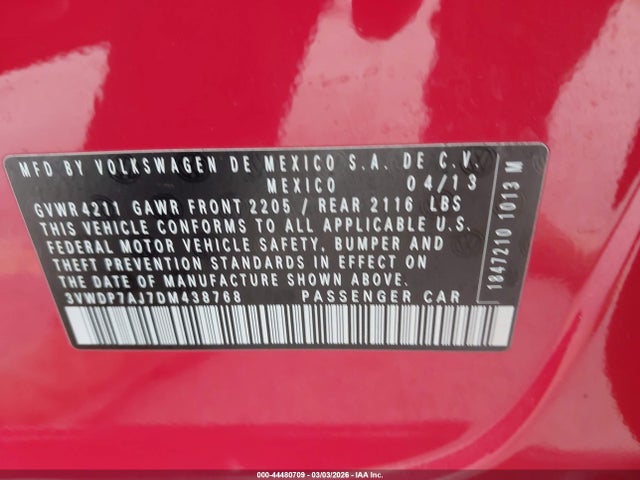 MFD BY VOLKSWAGEN DE MEXICO S.A. DE C.V.
MEXICO 04/13
GVWR 4211 GAWR FRONT 2205 / REAR 2116 LBS
THIS VEHICLE CONFORMS TO ALL APPLICABLE U.S.
FEDERAL MOTOR VEHICLE SAFETY, BUMPER AND
THEFT PREVENTION STANDARDS IN EFFECT ON
THE DATE OF MANUFACTURE SHOWN ABOVE.
3VWDP7AJ7DM438768 PASSENGER CAR
1847210 1013 M
000-44480709 - 03/03/2026 - IAA Inc.